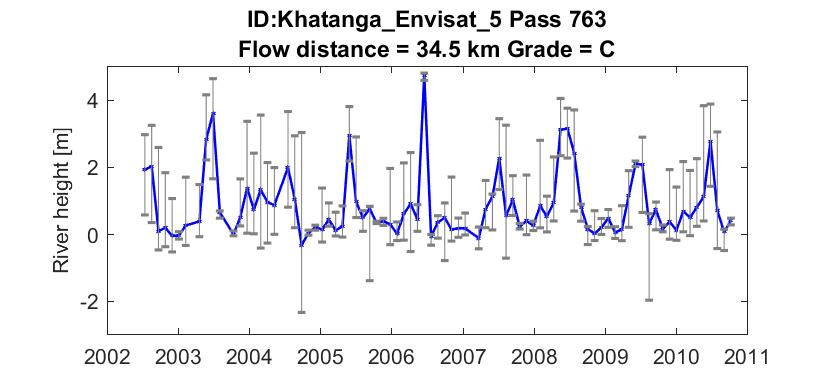 ID:Khatanga_Envisat_5 Pass 763
Flow distance = 34.5 km Grade = C
River height [m]
4
2
0
-2
2002 2003 2004 2005 2006 2007 2008 2009 2010 2011